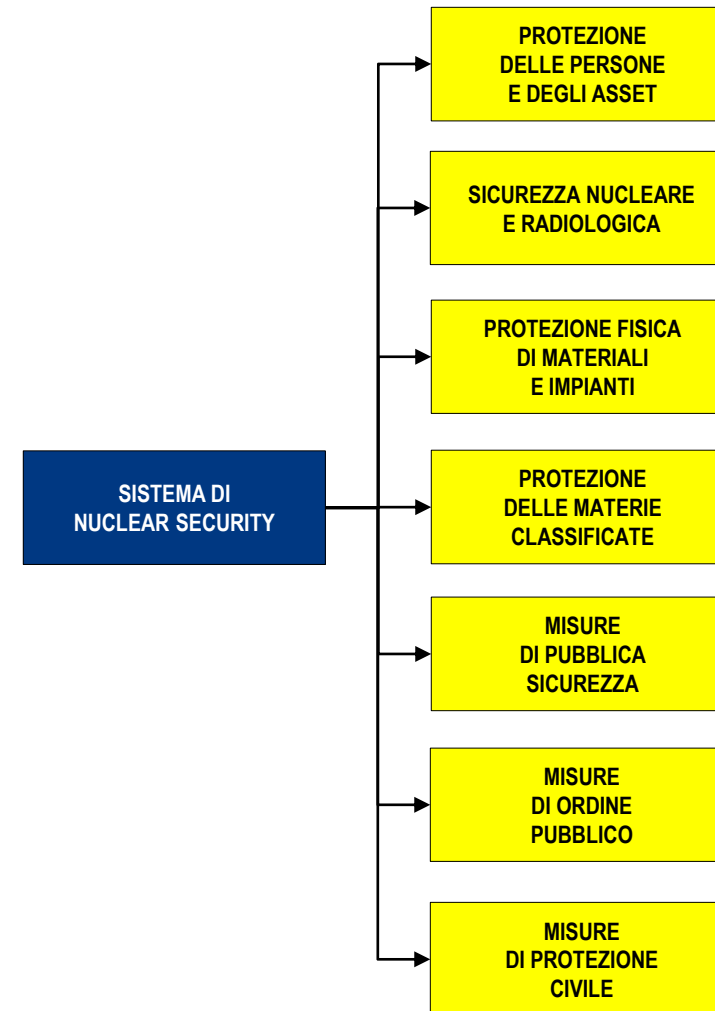 PROTEZIONE
DELLE PERSONE
E DEGLI ASSET
SICUREZZA NUCLEARE
E RADIOLOGICA
PROTEZIONE FISICA
DI MATERIALI
E IMPIANTI
SISTEMA DI
NUCLEAR SECURITY
PROTEZIONE
DELLE MATERIE
CLASSIFICATE
MISURE
DI PUBBLICA
SICUREZZA
MISURE
DI ORDINE
PUBBLICO
MISURE
DI PROTEZIONE
CIVILE